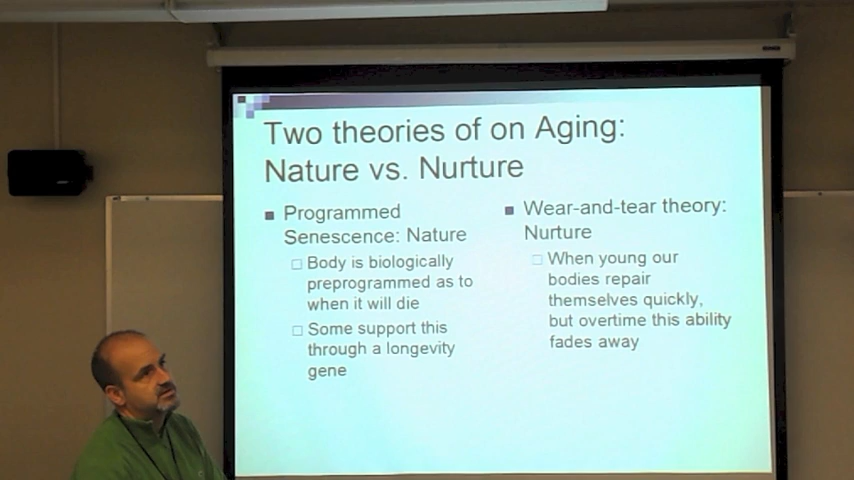 Two theories of on Aging:
Nature vs. Nurture
Programmed
Senescence: Nature
Body is biologically
preprogrammed as to
when it will die
Some support this
through a longevity
gene
Wear-and-tear theory:
Nurture
When young our
bodies repair
themselves quickly,
but overtime this ability
fades away